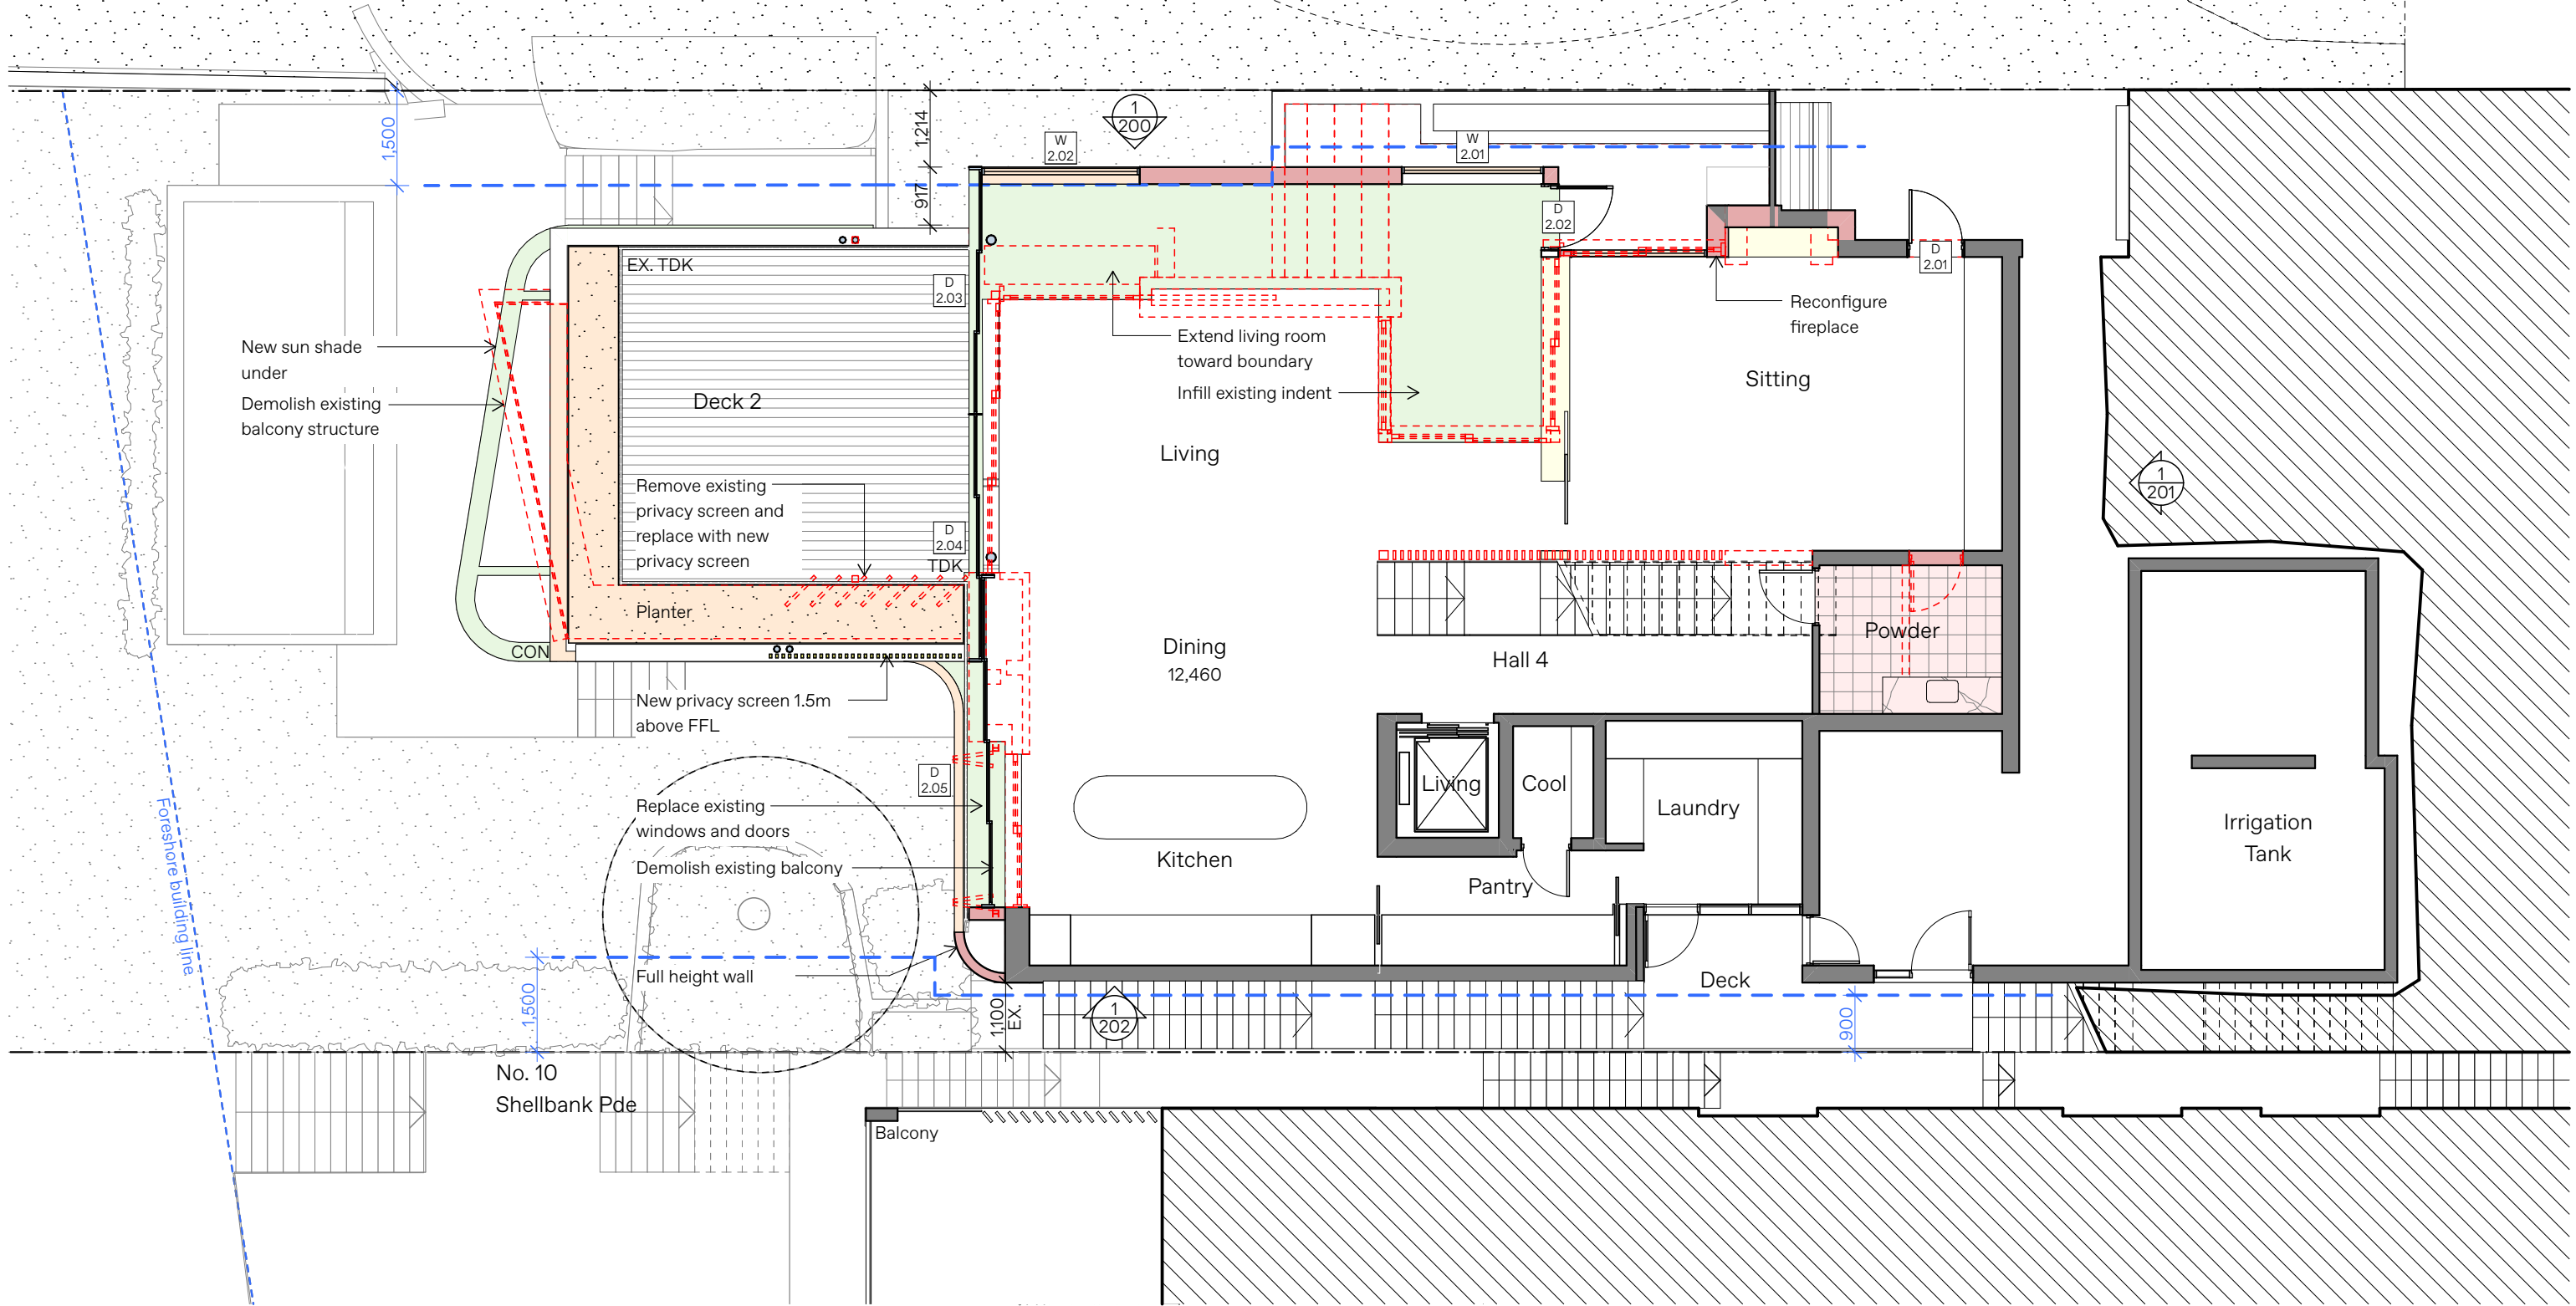 1,500
1,214
917
1
200
W
2.02
W
2.01
D
2.02
D
2.01
EX. TDK
D
2.03
Reconfigure
fireplace
New sun shade
under
Demolish existing
balcony structure
Extend living room
toward boundary
Infill existing indent
Sitting
Deck 2
Living
Remove existing
privacy screen and
replace with new
privacy screen
1
201
D
2.04
TDK
Planter
CON
Powder
Dining
12,460
Hall 4
New privacy screen 1.5m
above FFL
D
2.05
Living
Cool
Laundry
Replace existing
windows and doors
Demolish existing balcony
Kitchen
Pantry
Irrigation
Tank
Foreshore building line
Full height wall
Deck
1,500
1,100
EX.
1
202
900
No. 10
Shellbank Pde
Balcony